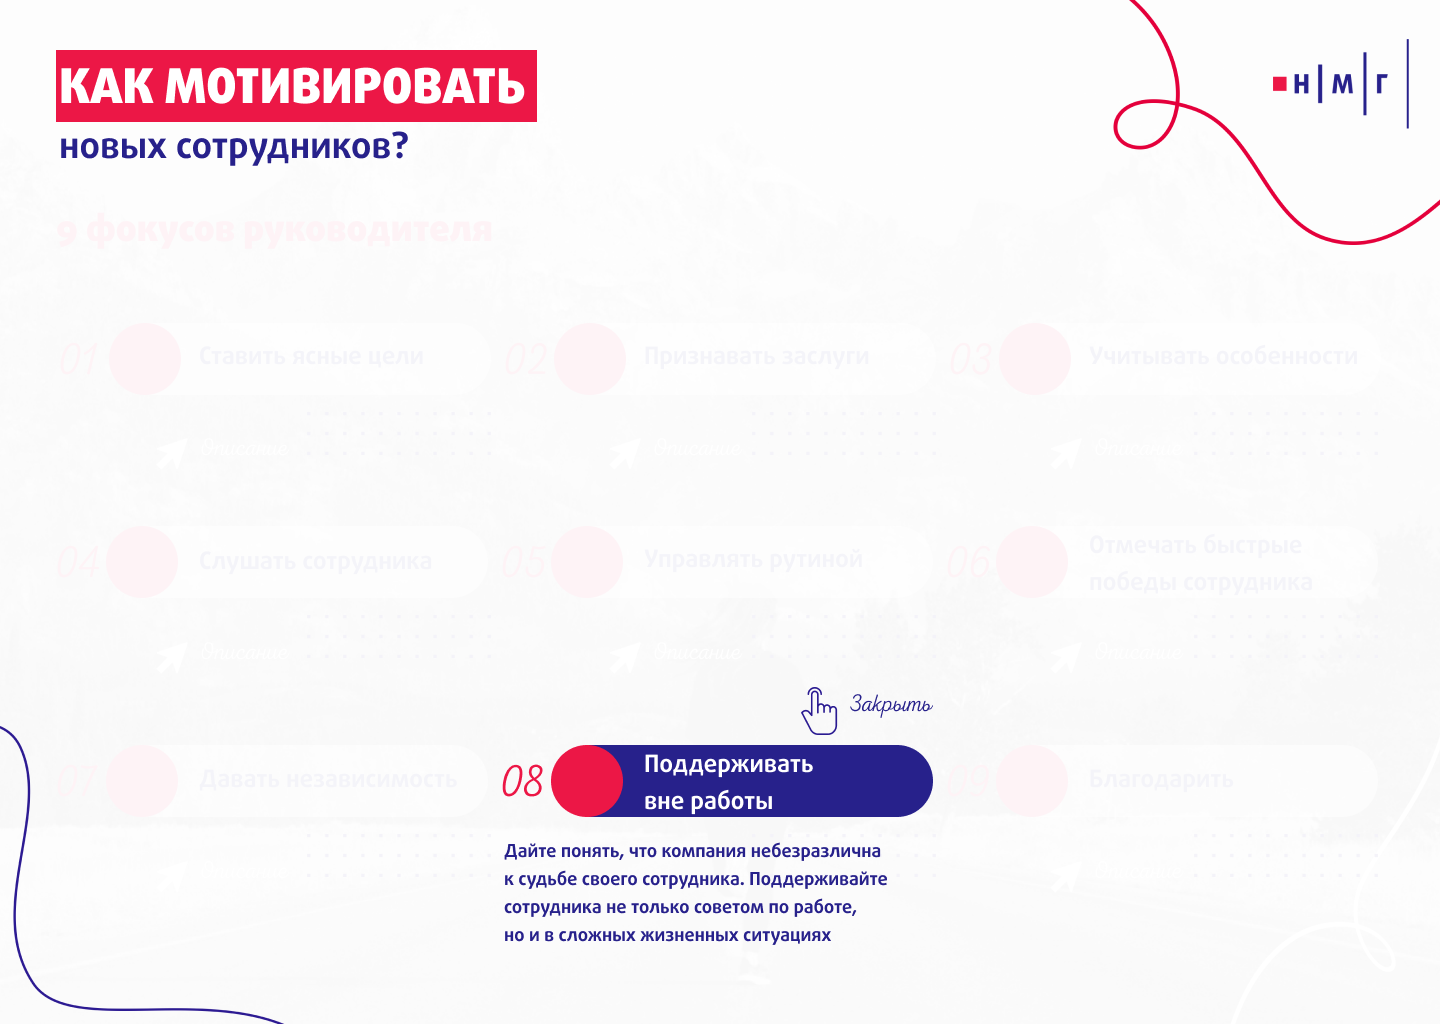 КАК МОТИВИРОВАТЬ
новых сотрудников?
Н М Г
9 фокусов руководителя
01 Ставить ясные цели
02 Признавать заслуги
03 Учитывать особенности
Описание
Описание
Описание
04 Слушать сотрудника
05 Управлять рутиной
06 Отмечать быстрые
победы сотрудника
Описание
Описание
Описание
Закрыть
07 Давать независимость
08 Поддерживать
вне работы
Благодарить
Дайте понять, что компания небезразлична
к судьбе своего сотрудника. Поддерживайте
сотрудника не только советом по работе,
но и в сложных жизненных ситуациях